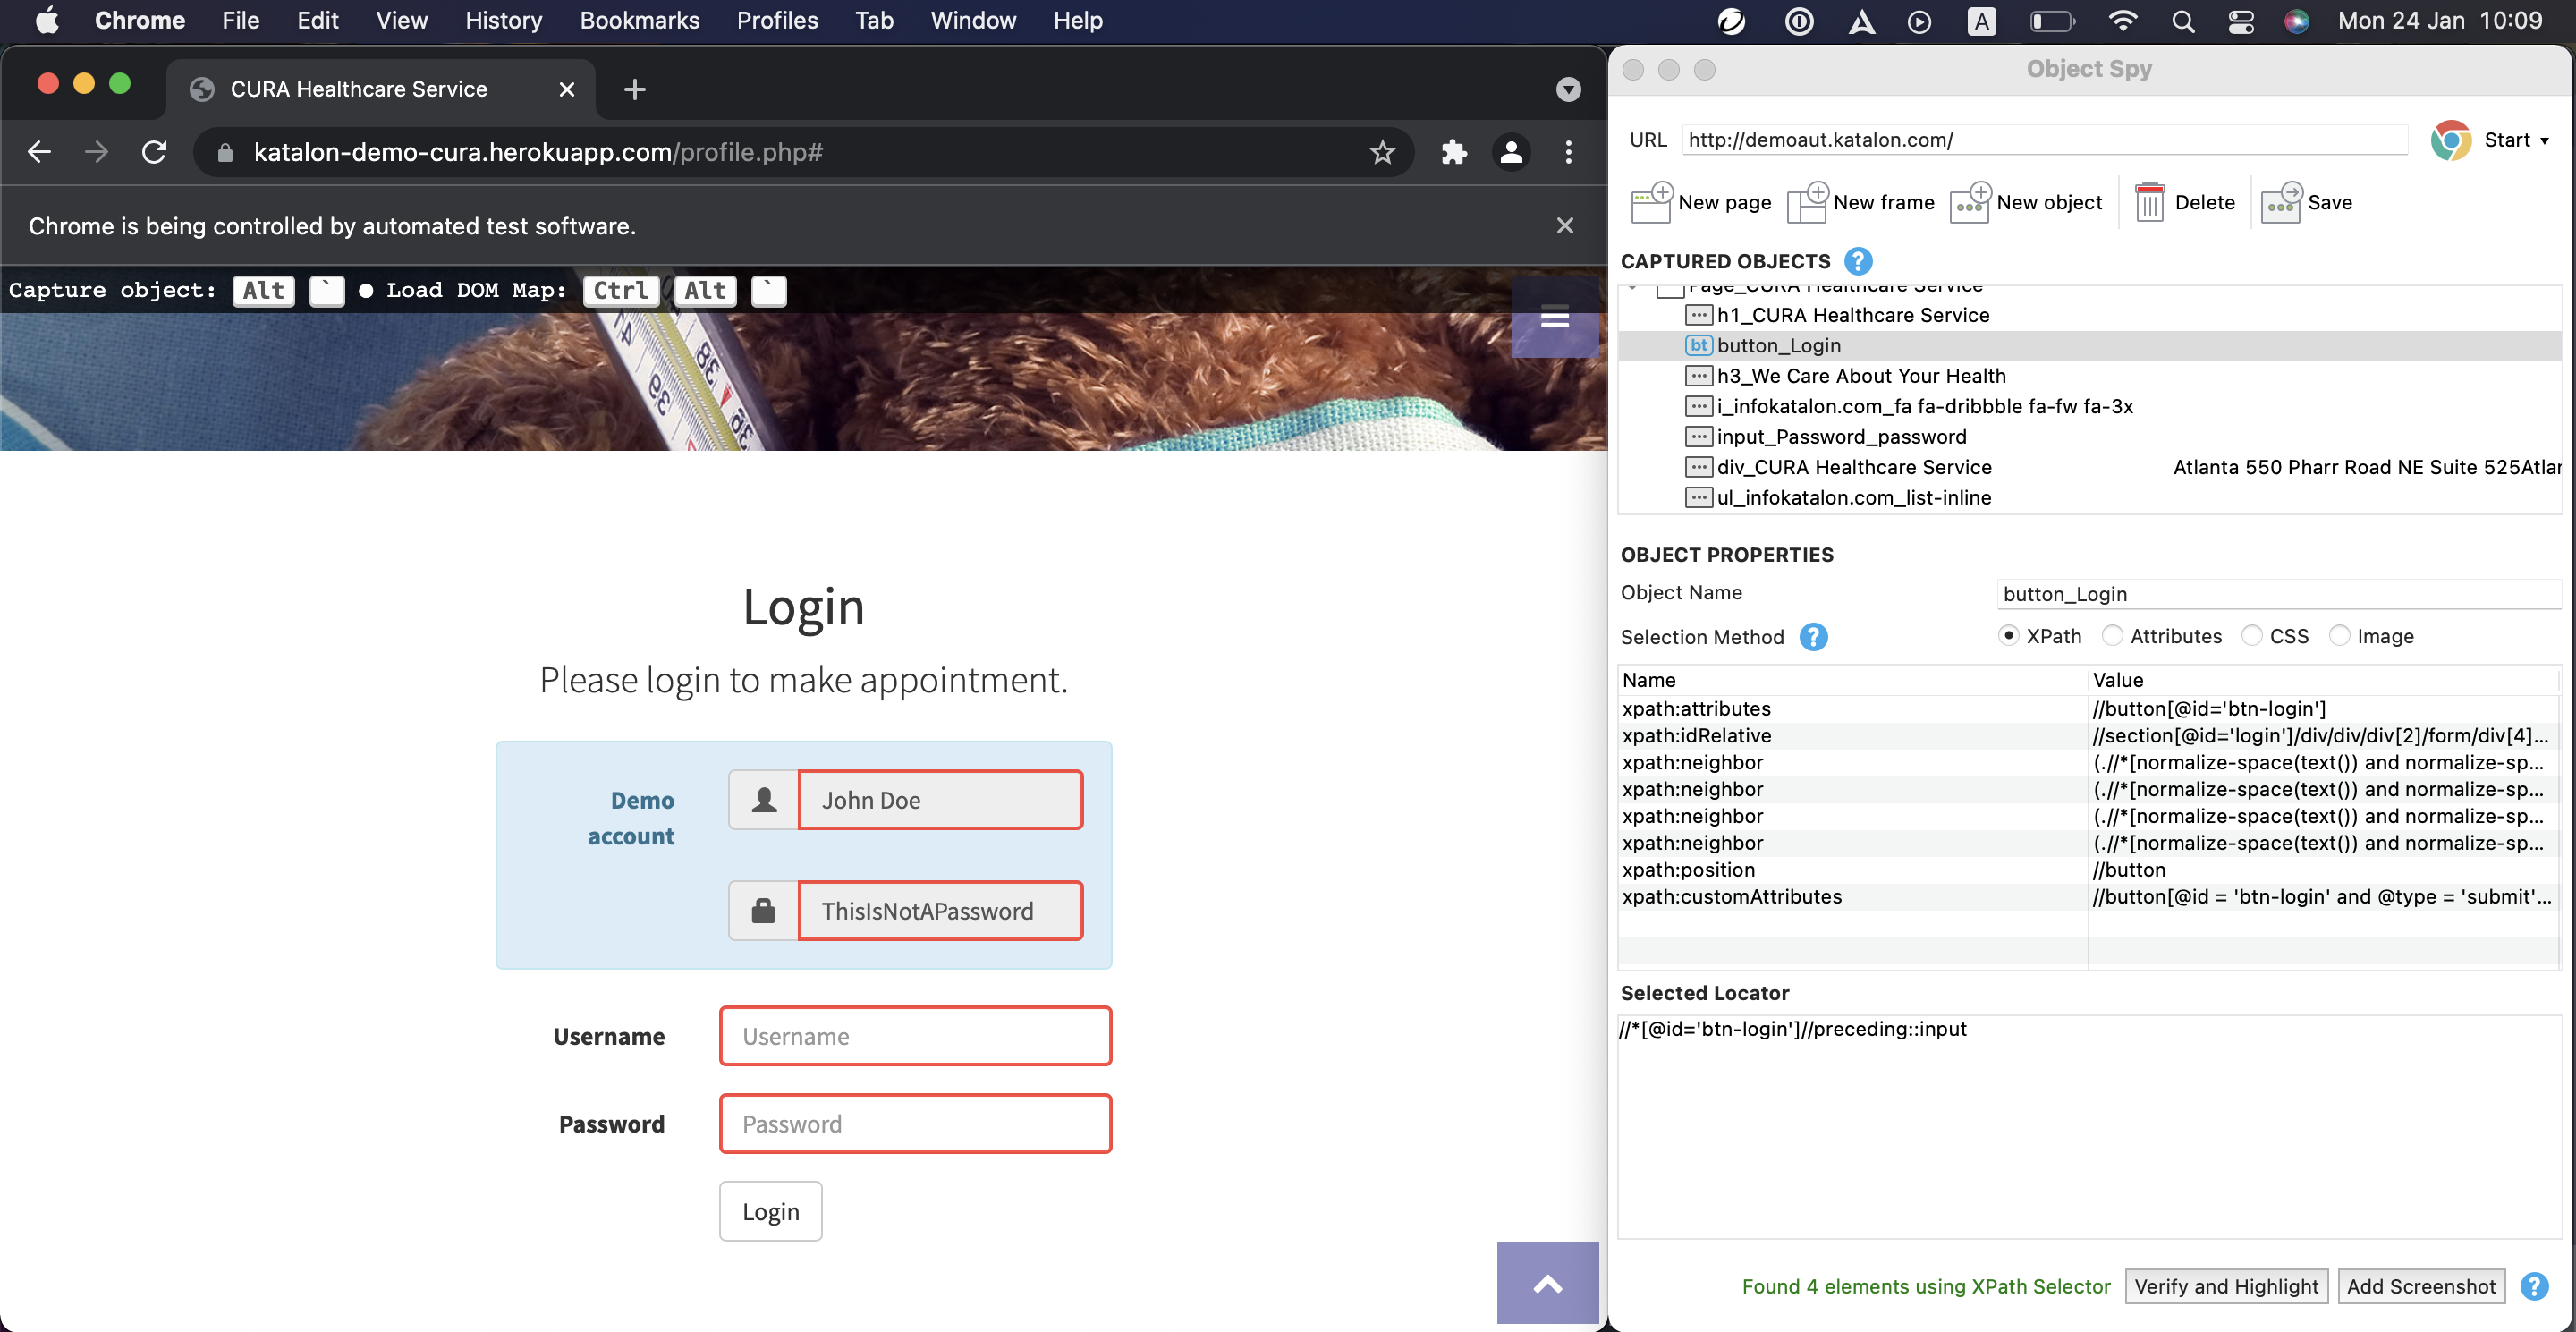 Chrome File Edit View History Bookmarks Profiles Tab Window Help A Mon 24 Jan 10:09
CURA Healthcare Service
katalon-demo-cura.herokuapp.com/profile.php#
Chrome is being controlled by automated test software.
Capture object: Alt ` ● Load DOM Map: Ctrl Alt `
38
39
Login
Please login to make appointment.
Demo account
John Doe
ThisIsNotAPassword
Username
Username
Password
Password
Login
Object Spy
URL http://demoaut.katalon.com/ Start
New page New frame New object Delete Save
CAPTURED OBJECTS ?
Page_CURA Healthcare Service
h1_CURA Healthcare Service
bt button_Login
h3_We Care About Your Health
i_infokatalon.com_fa fa-dribbble fa-fw fa-3x
input_Password_password
div_CURA Healthcare Service Atlanta 550 Pharr Road NE Suite 525Atlan
ul_infokatalon.com_list-inline
OBJECT PROPERTIES
Object Name button_Login
Selection Method ? XPath Attributes CSS Image
Name Value
xpath:attributes //button[@id='btn-login']
xpath:idRelative //section[@id='login']/div/div/div[2]/form/div[4]...
xpath:neighbor (.//*[normalize-space(text()) and normalize-sp...
xpath:neighbor (.//*[normalize-space(text()) and normalize-sp...
xpath:neighbor (.//*[normalize-space(text()) and normalize-sp...
xpath:neighbor (.//*[normalize-space(text()) and normalize-sp...
xpath:position //button
xpath:customAttributes //button[@id = 'btn-login' and @type = 'submit'...
Selected Locator
//*[@id='btn-login']//preceding::input
Found 4 elements using XPath Selector Verify and Highlight Add Screenshot ?